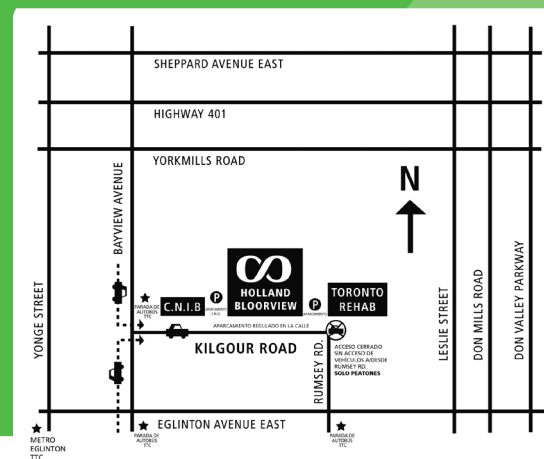 SHEPPARD AVENUE EAST
HIGHWAY 401
YORKMILLS ROAD
N
BAYVIEW AVENUE
YONGE STREET
LESLIE STREET
DON MILLS ROAD
DON VALLEY PARKWAY
PARADA DE
AUTOBÚS
TTC
C.N.I.B
P
HOLLAND
BLOORVIEW
P
TORONTO
REHAB
APARCAMIENTO REGULADO EN LA CALLE
KILGOUR ROAD
RUMSEY RD.
ACCESO CERRADO
SIN ACCESO DE
VEHÍCULOS A/DESDE
RUMSEY RD.
SOLO PEATONES
EGLINTON AVENUE EAST
METRO
EGLINTON
TTC
PARADA DE
AUTOBÚS
TTC
PARADA DE
AUTOBÚS
TTC